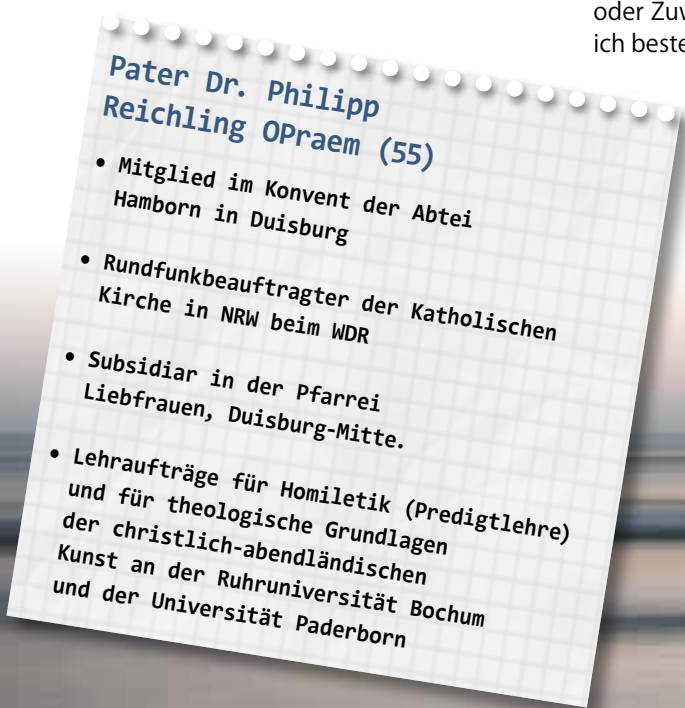 oder
ich
Pater Dr. Philipp
Reichling OPraem (55)
• Mitglied im Konvent der Abtei
Hamborn in Duisburg
• Rundfunkbeauftragter der Katholischen
Kirche in NRW beim WDR
• Subsidiar in der Pfarrei
Liebfrauen, Duisburg-Mitte.
• Lehraufträge für Homiletik (Predigtlehre)
und für theologische Grundlagen
der christlich-abendländischen
Kunst an der Ruhruniversität Bochum
und der Universität Paderborn